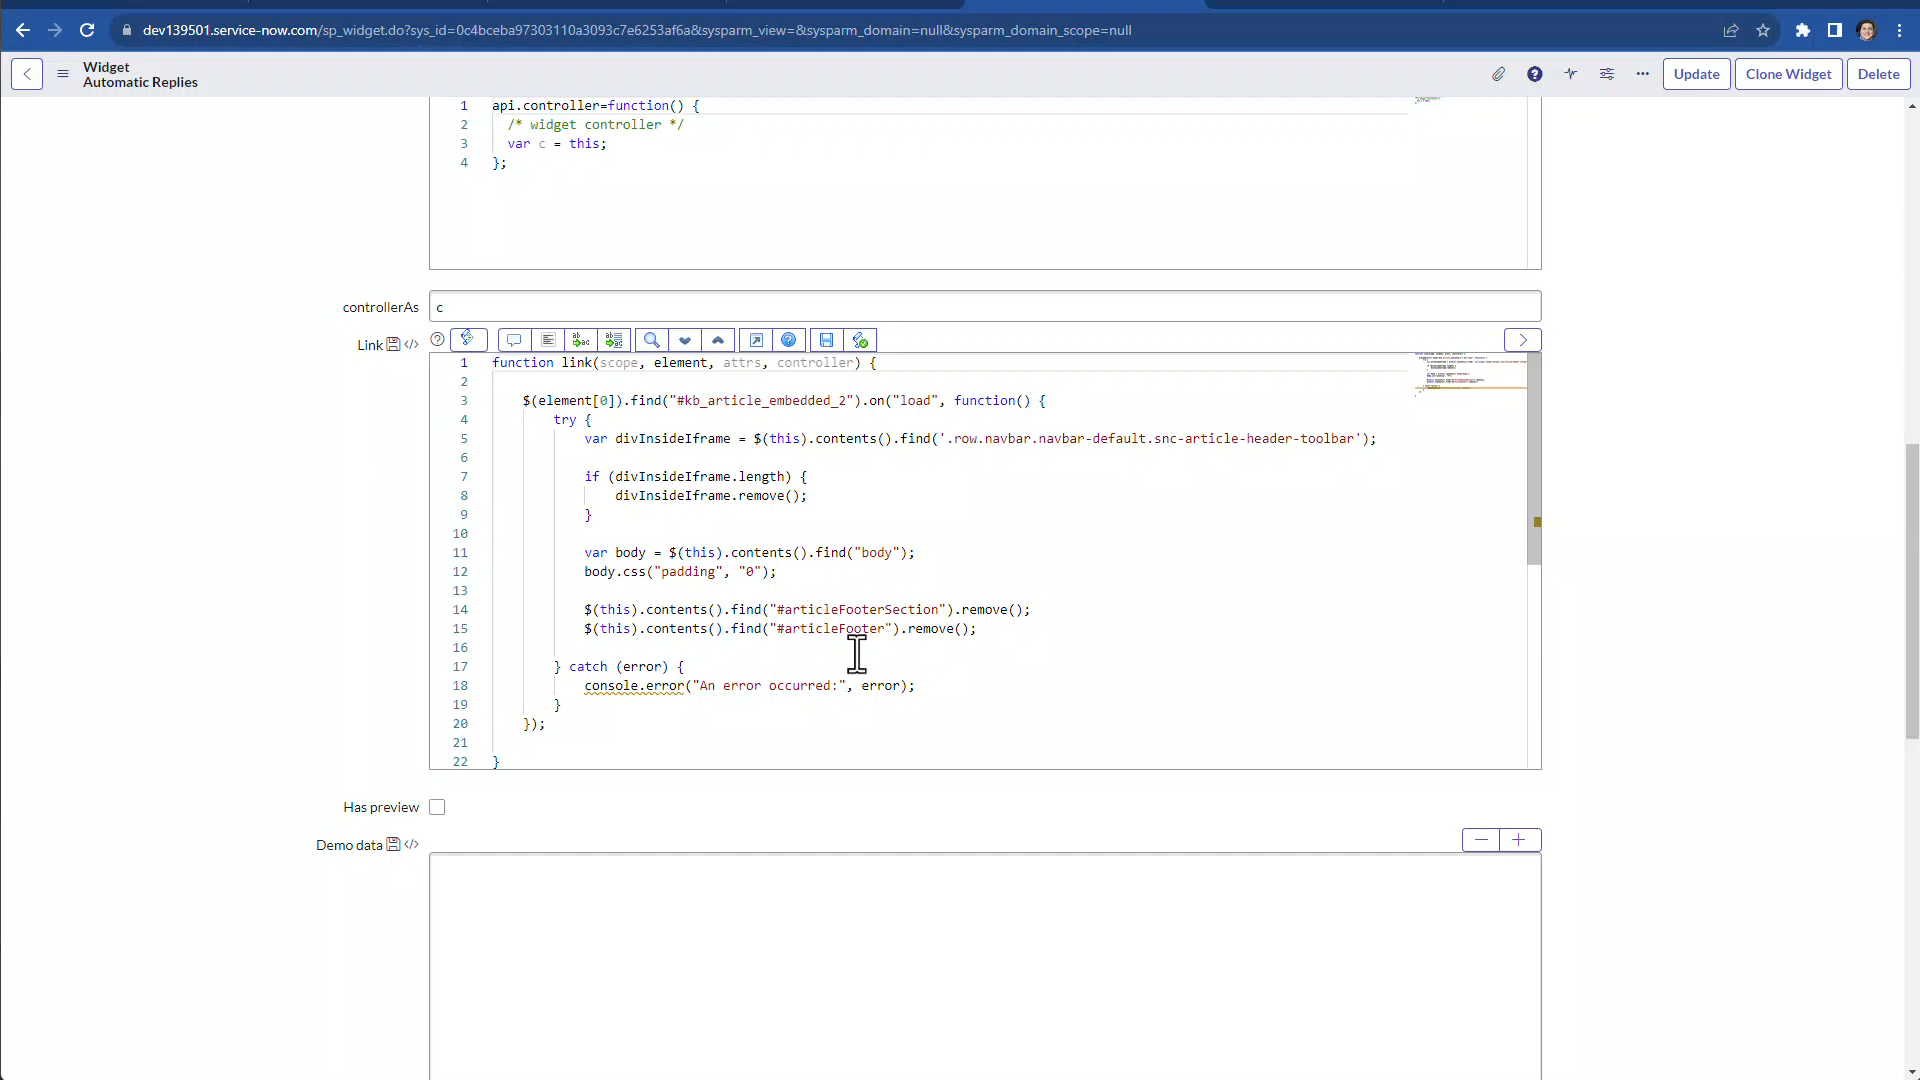 dev139501.service-now.com/sp_widget.do?sys_id=0c4bceba97303110a3093c7e6253af6a&sysparm_view=&sysparm_domain=null&sysparm_domain_scope=null
Widget
Automatic Replies
Update
Clone Widget
Delete
1 api.controller=function() {
2 /* widget controller */
3 var c = this;
4 };
controllerAs
c
Link
1 function link(scope, element, attrs, controller) {
2
3 $(element[0]).find("#kb_article_embedded_2").on("load", function() {
4 try {
5 var divInsideIframe = $(this).contents().find('.row.navbar.navbar-default.snc-article-header-toolbar');
6
7 if (divInsideIframe.length) {
8 divInsideIframe.remove();
9 }
10
11 var body = $(this).contents().find("body");
12 body.css("padding", "0");
13
14 $(this).contents().find("#articleFooterSection").remove();
15 $(this).contents().find("#articleFooter").remove();
16
17 } catch (error) {
18 console.error("An error occurred:", error);
19 }
20 });
21
22 }
Has preview
Demo data